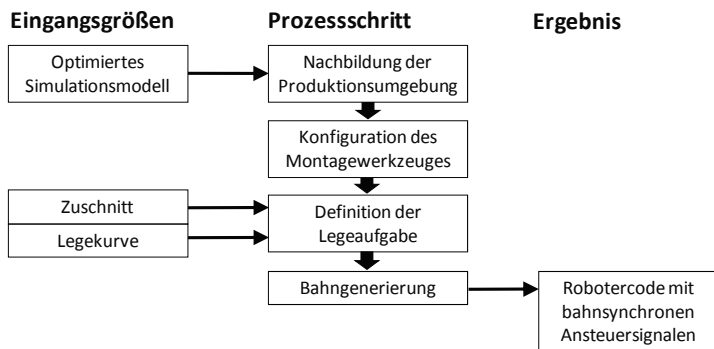 Eingangsgrößen
Prozessschritt
Ergebnis
Optimiertes
Simulationsmodell
Nachbildung der
Produktionsumgebung
Konfiguration des
Montagewerkzeuges
Zuschnitt
Legekurve
Definition der
Legeaufgabe
Bahngenerierung
Robotercode mit
bahnsynchronen
Ansteuersignalen